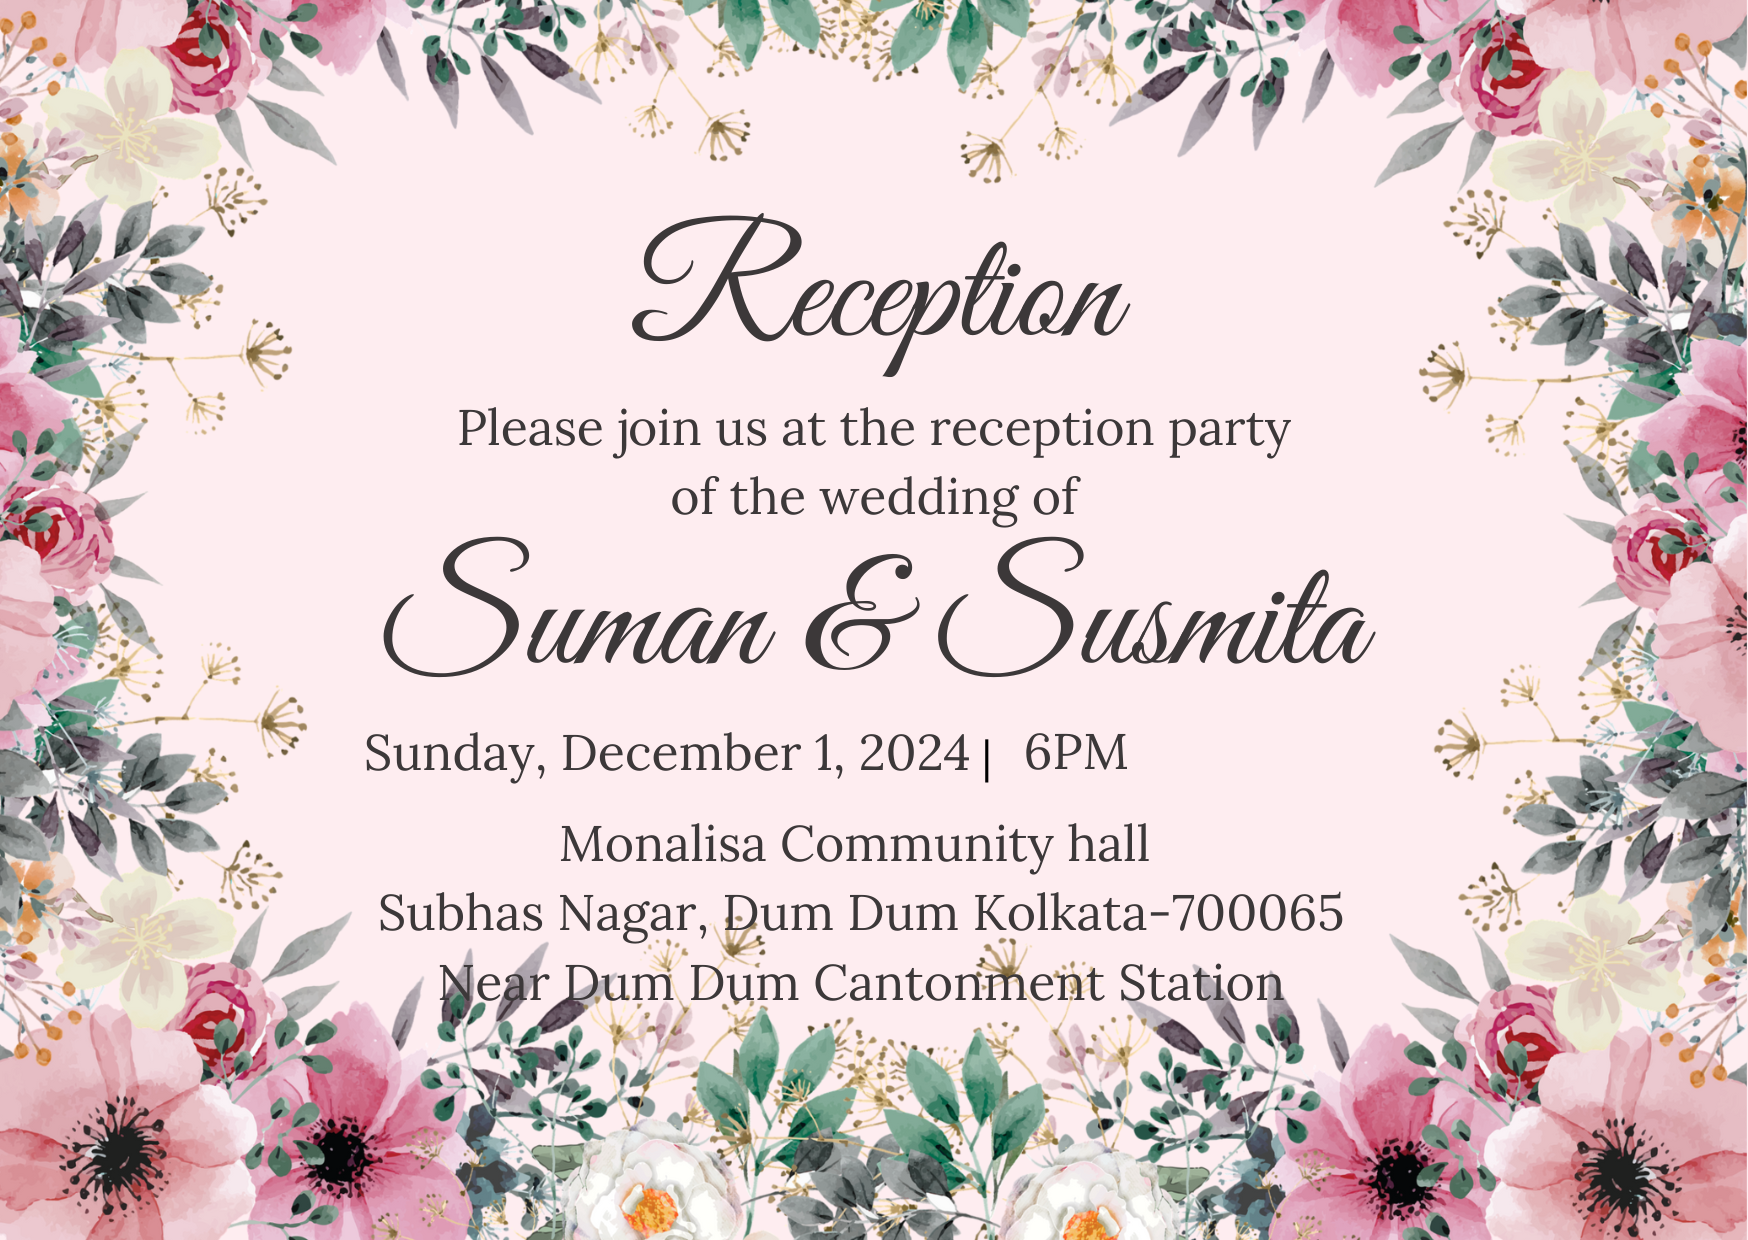 Reception
Please join us at the reception party
of the wedding of
Suman & Susmita
Sunday, December 1, 2024 | 6PM
Monalisa Community hall
Subhas Nagar, Dum Dum Kolkata-700065
Near Dum Dum Cantonment Station